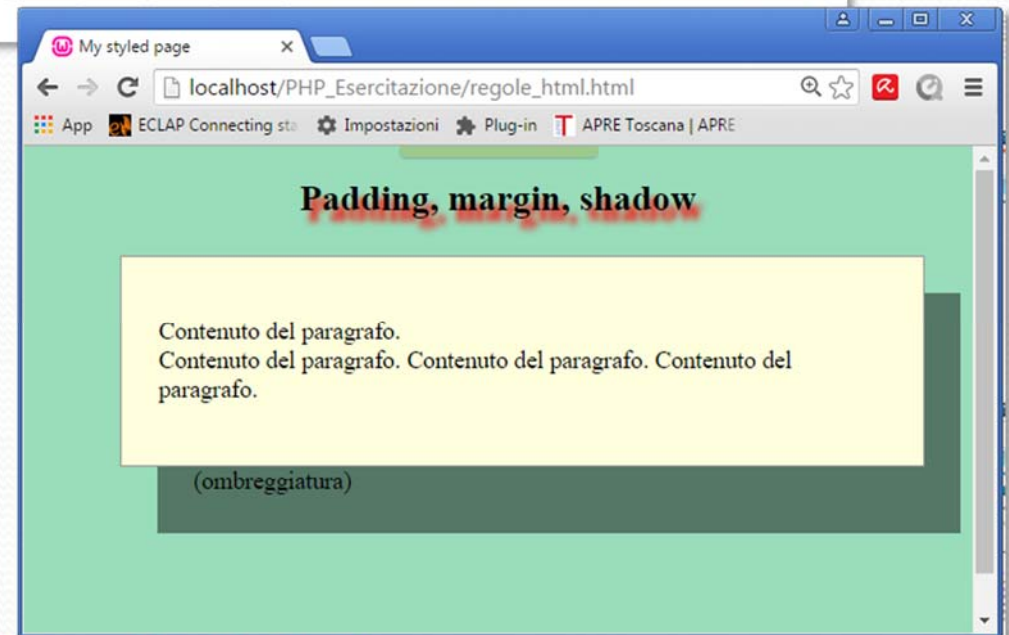 My styled page
localhost/PHP_Esercitazione/regole_html.html
App ECLAP Connecting sta Impostazioni Plug-in APRE Toscana | APRE
Padding, margin, shadow
Contenuto del paragrafo.
Contenuto del paragrafo. Contenuto del paragrafo. Contenuto del
paragrafo.
(ombreggiatura)